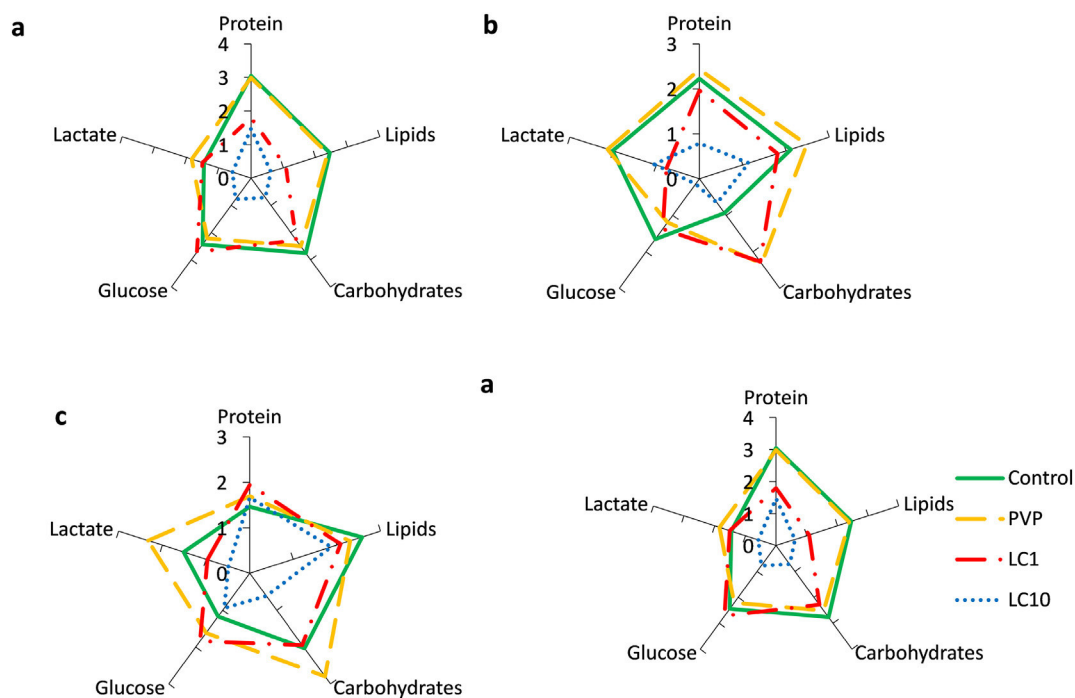 a
Protein
4
3
2
1
0
Lactate
Lipids
Glucose
Carbohydrates
b
Protein
3
2
1
0
Lactate
Lipids
Glucose
Carbohydrates
c
Protein
3
2
1
0
Lactate
Lipids
Glucose
Carbohydrates
a
Protein
4
3
2
1
0
Lactate
Lipids
Glucose
Carbohydrates
Control
PVP
LC1
LC10